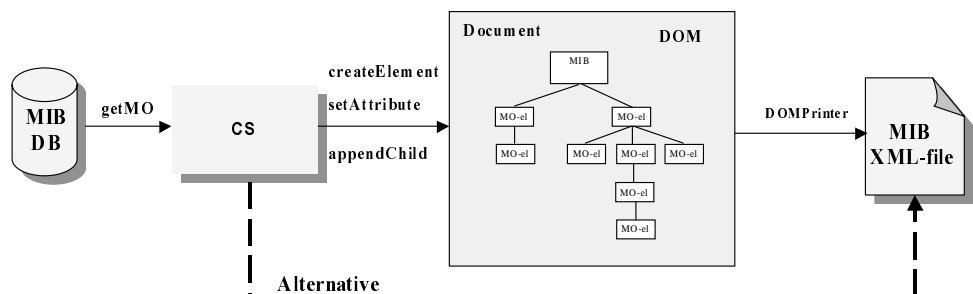 MIB
DB
getMO
CS
createElement
setAttribute
appendChild
Document
DOM
MIB
MO-el
MO-el
MO-el
MO-el
MO-el
MO-el
MO-el
MO-el
MO-el
DOMPrinter
MIB
XML-file
Alternative